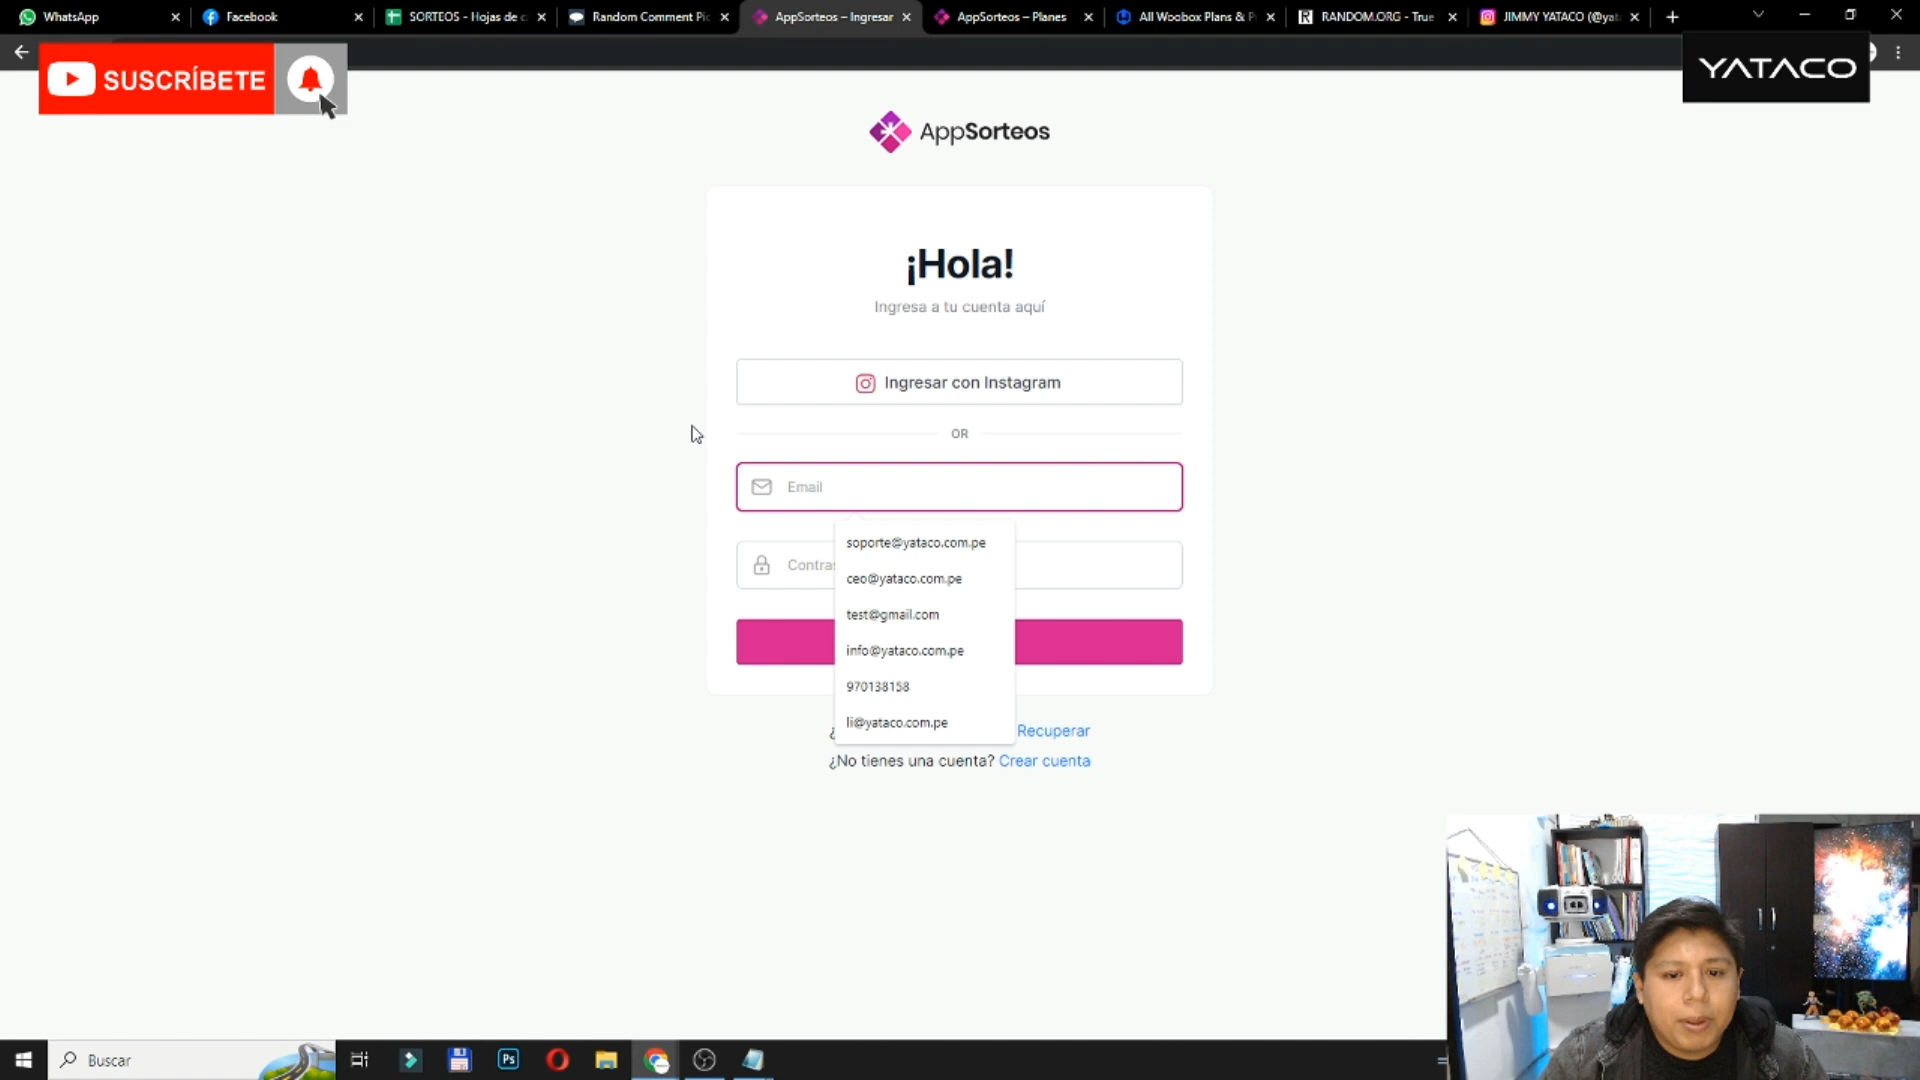 WhatsApp
Facebook
SORTEOS - Hojas de c
Random Comment Pic
AppSorteos – Ingresar
AppSorteos – Planes
All Woobox Plans & P
RANDOM.ORG - True
JIMMY YATACO (@yat
SUSCRÍBETE
YATACO
AppSorteos
¡Hola!
Ingresa a tu cuenta aquí
Ingresar con Instagram
OR
Email
soporte@yataco.com.pe
Contras
ceo@yataco.com.pe
test@gmail.com
info@yataco.com.pe
970138158
li@yataco.com.pe
¿ Recuperar
¿No tienes una cuenta? Crear cuenta
Buscar
Ps